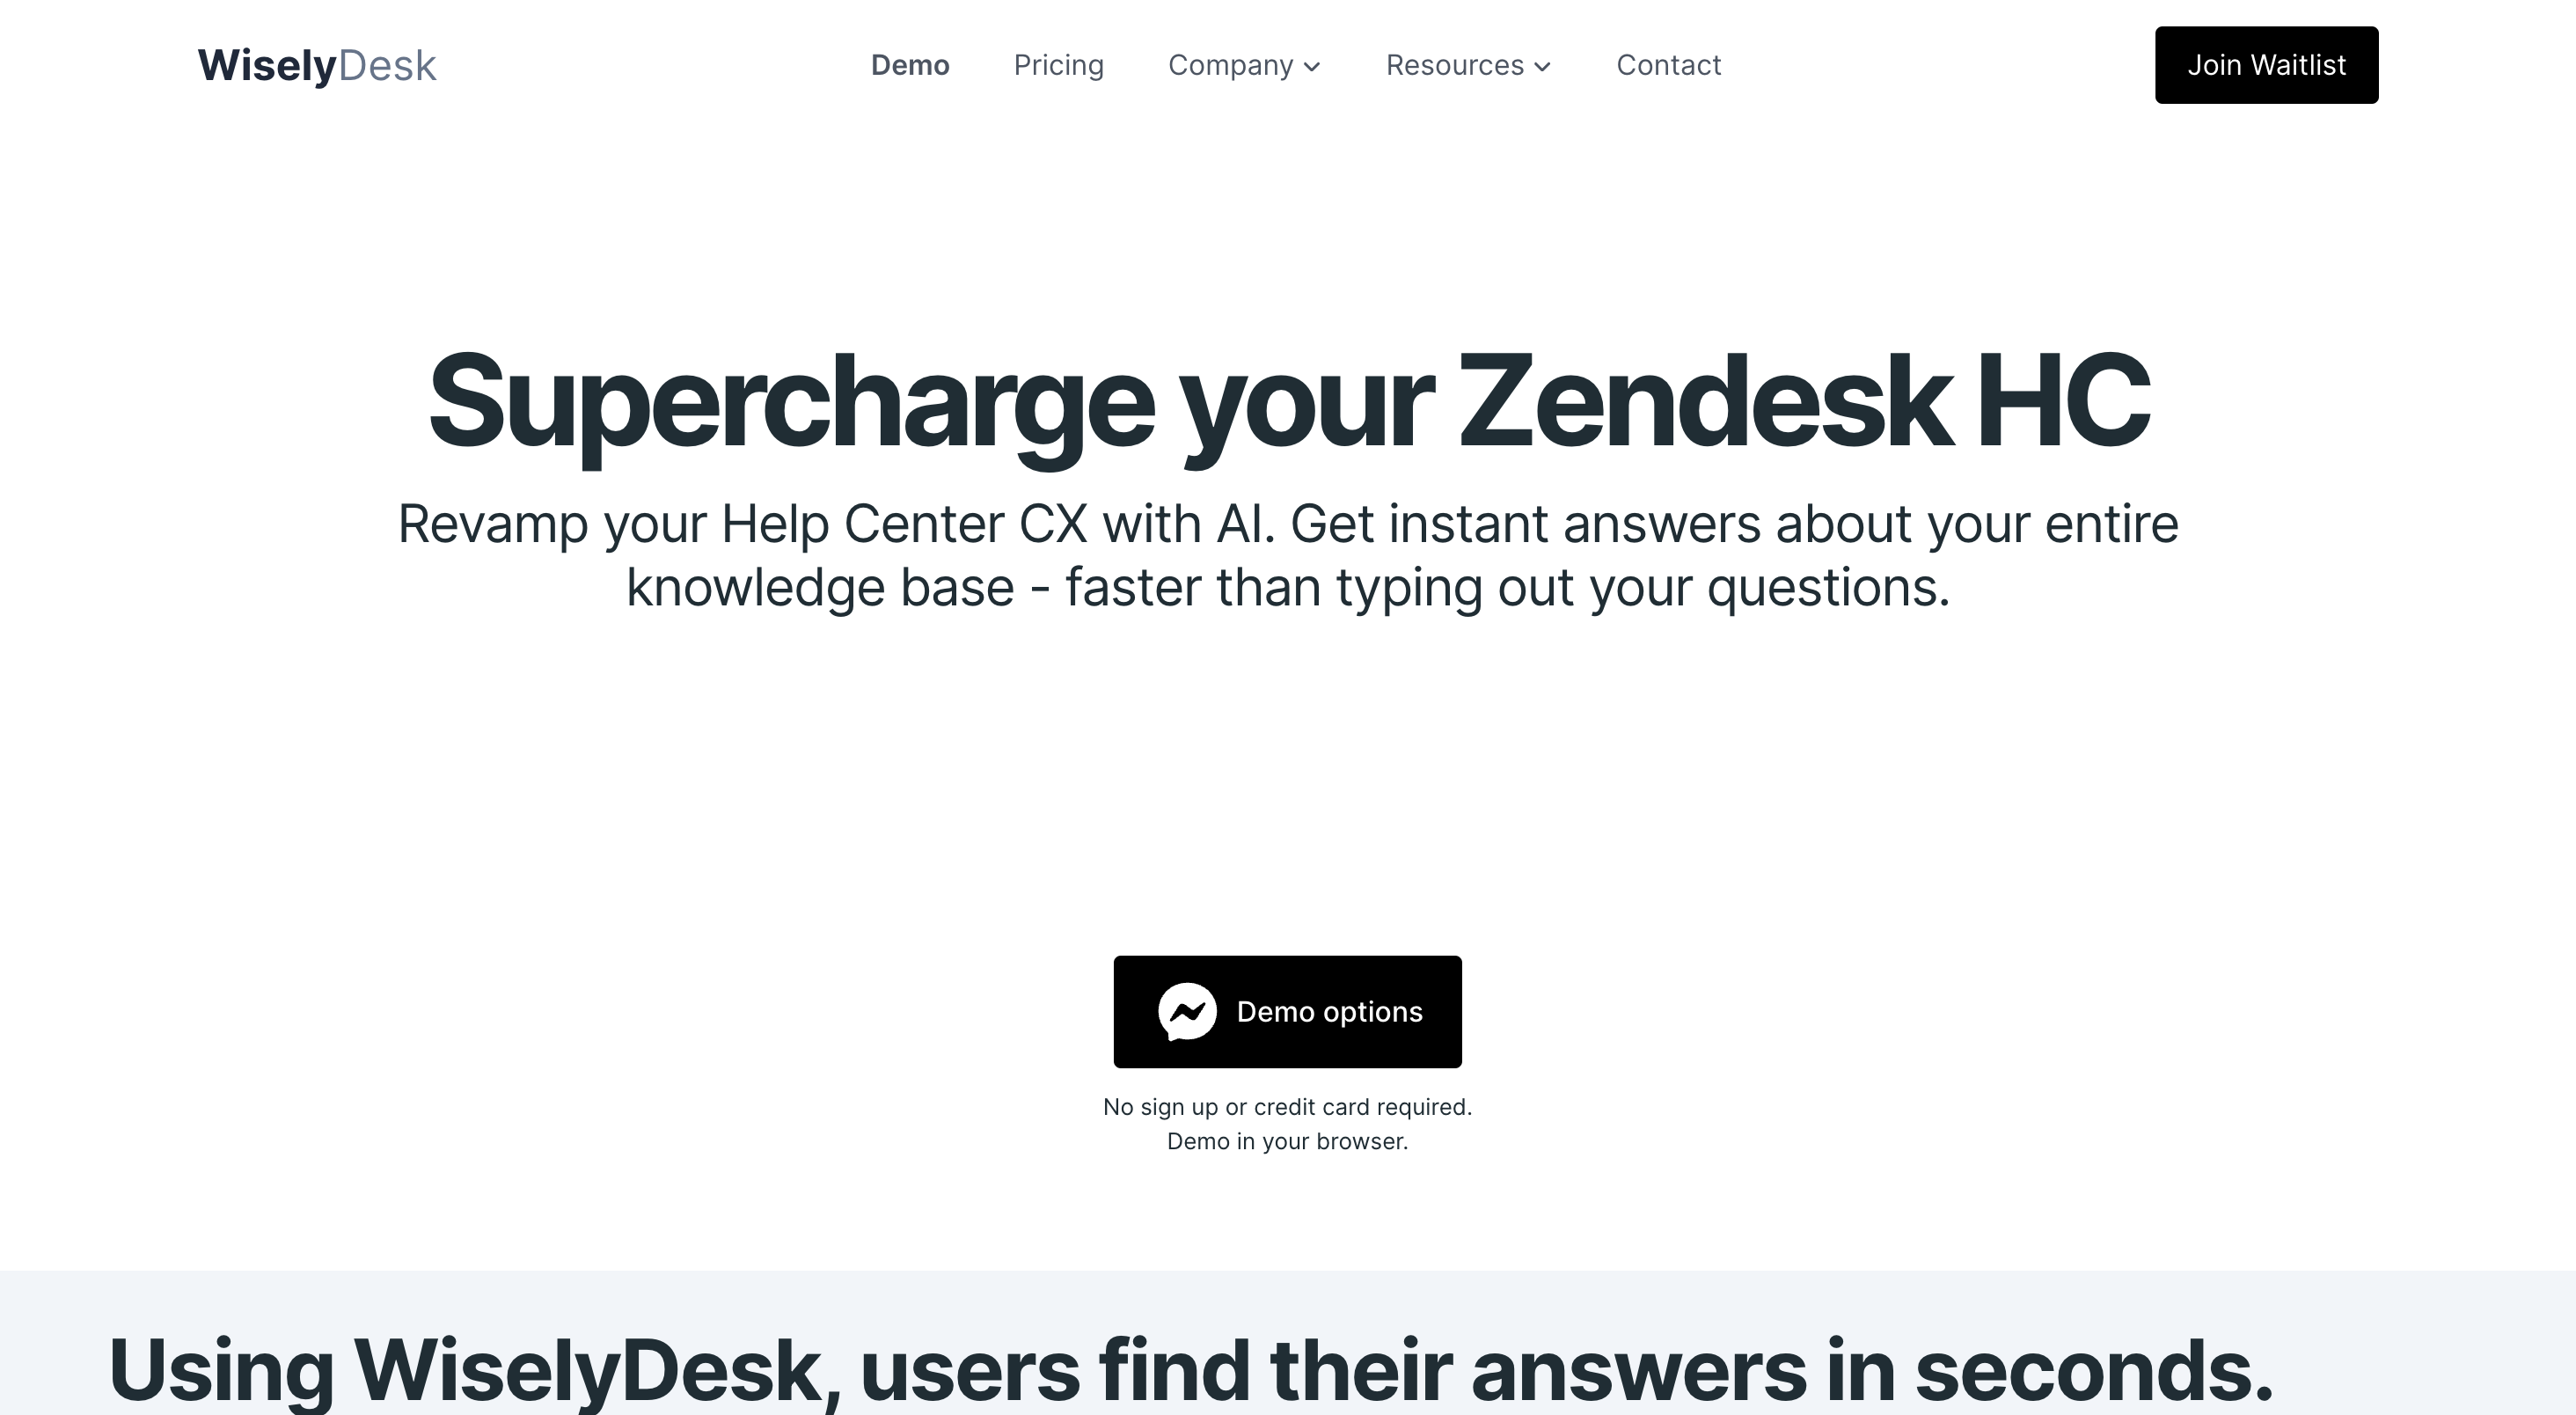 WiselyDesk
Demo
Pricing
Company
Resources
Contact
Join Waitlist
Supercharge your Zendesk HC
Revamp your Help Center CX with AI. Get instant answers about your entire
knowledge base - faster than typing out your questions.
Demo options
No sign up or credit card required.
Demo in your browser.
Using WiselyDesk, users find their answers in seconds.